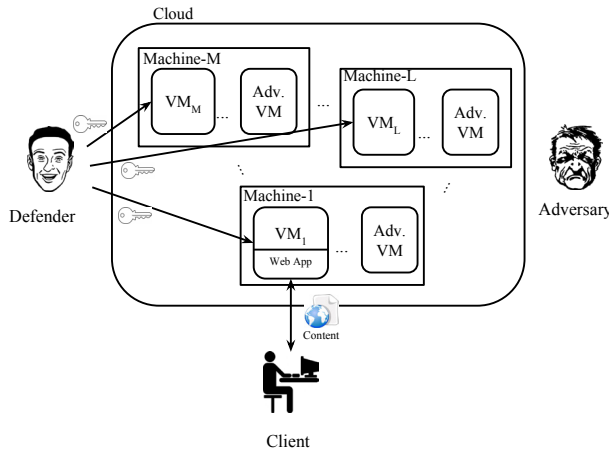 Cloud
Machine-M
VM_M
...
Adv.
VM
...
Machine-L
VM_L
...
Adv.
VM
Defender
Adversary
...
...
Machine-1
VM_1
Web App
...
Adv.
VM
Content
Client